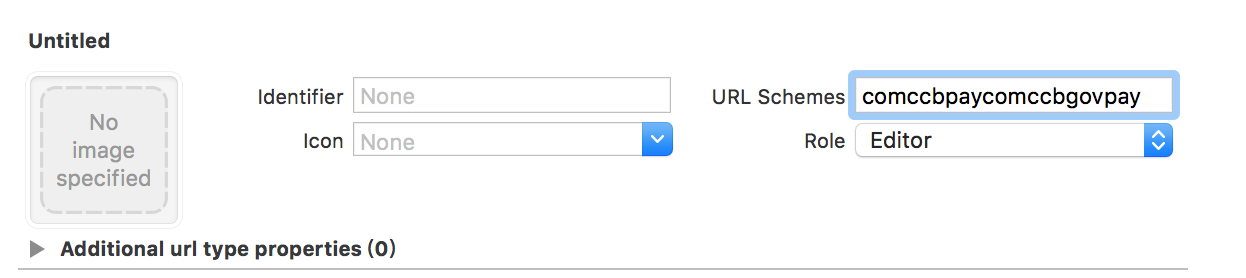 Untitled
No
image
specified
Identifier None
URL Schemes comccbpaycomccbgovpay
Icon None
Role Editor
Additional url type properties (0)